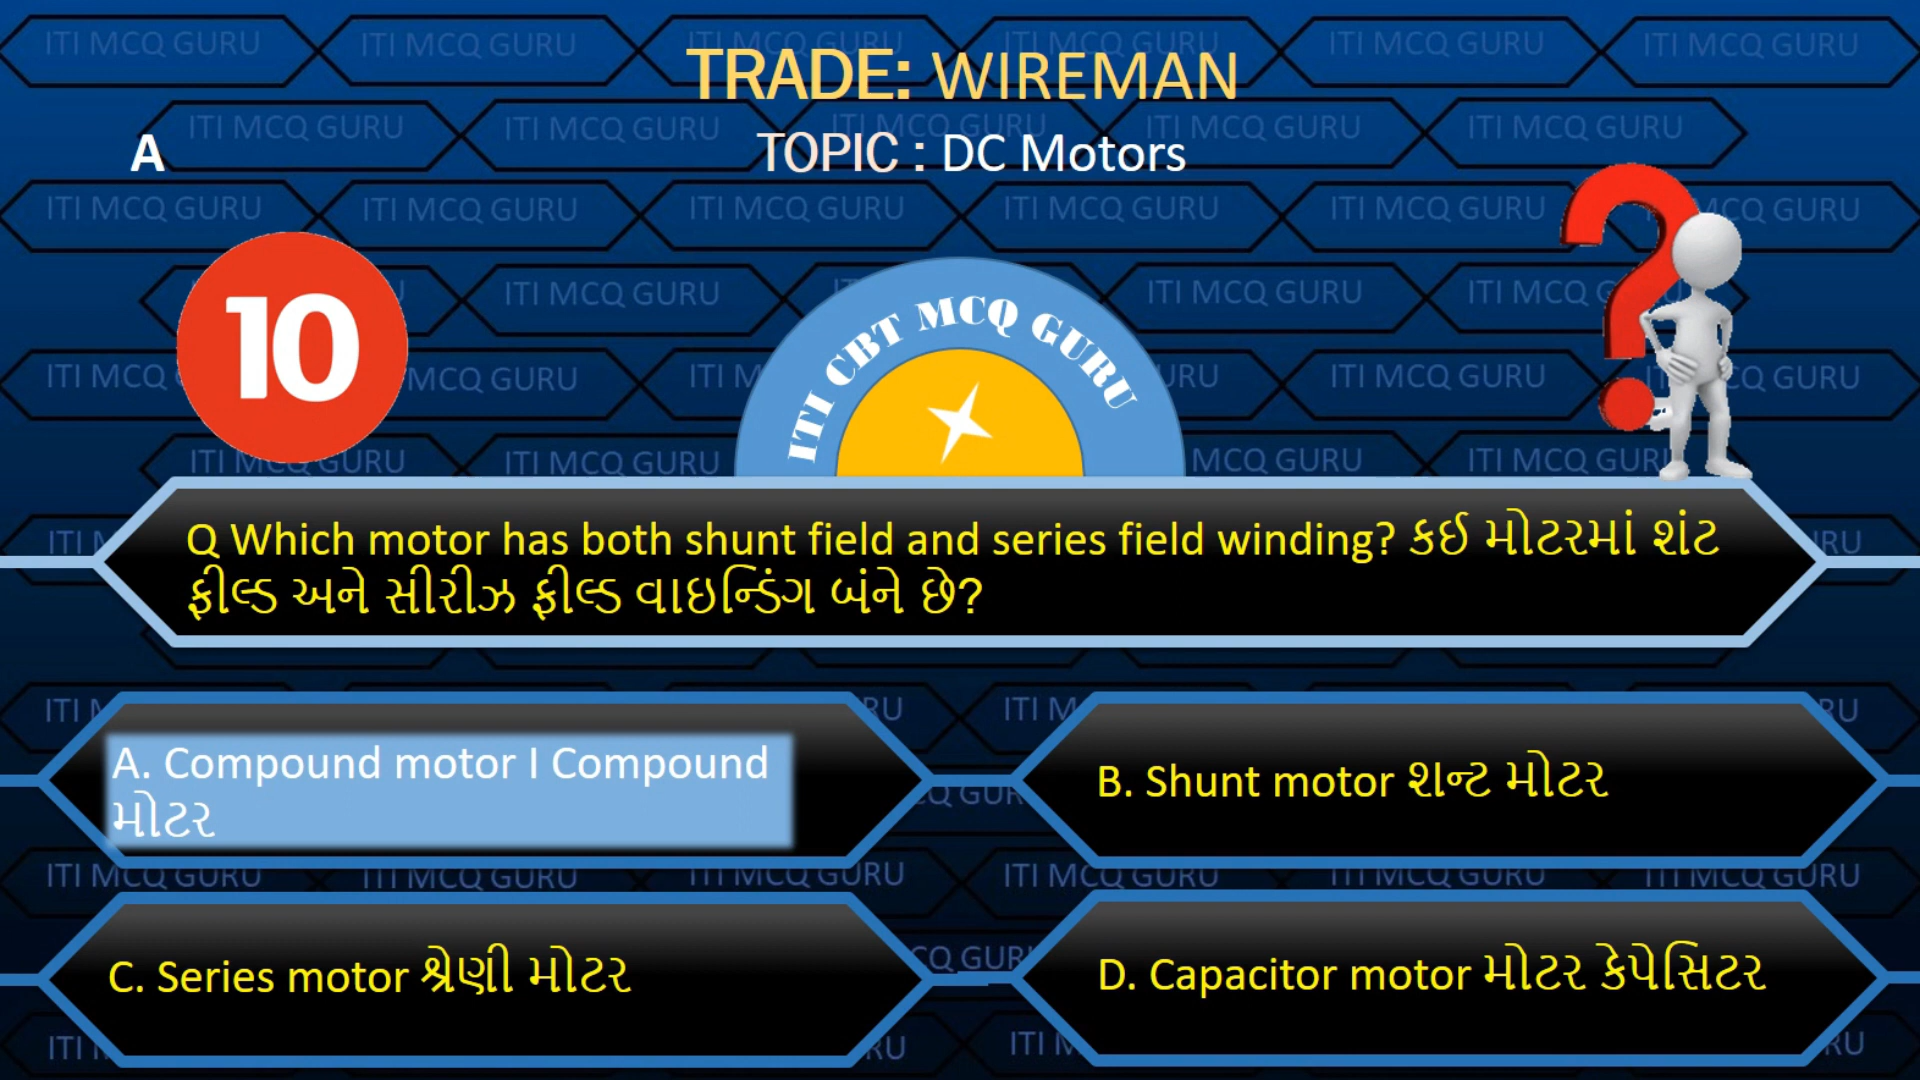 TRADE: WIREMAN
A
TOPIC : DC Motors
10
ITI CBT MCQ GURU
Q Which motor has both shunt field and series field winding? કઈ મોટરમાં શંટ
ફીલ્ડ અને સીરીઝ ફીલ્ડ વાઇન્ડિંગ બંને છે?
A. Compound motor I Compound
મોટર
B. Shunt motor શન્ટ મોટર
C. Series motor શ્રેણી મોટર
D. Capacitor motor મોટર કેપેસિટર